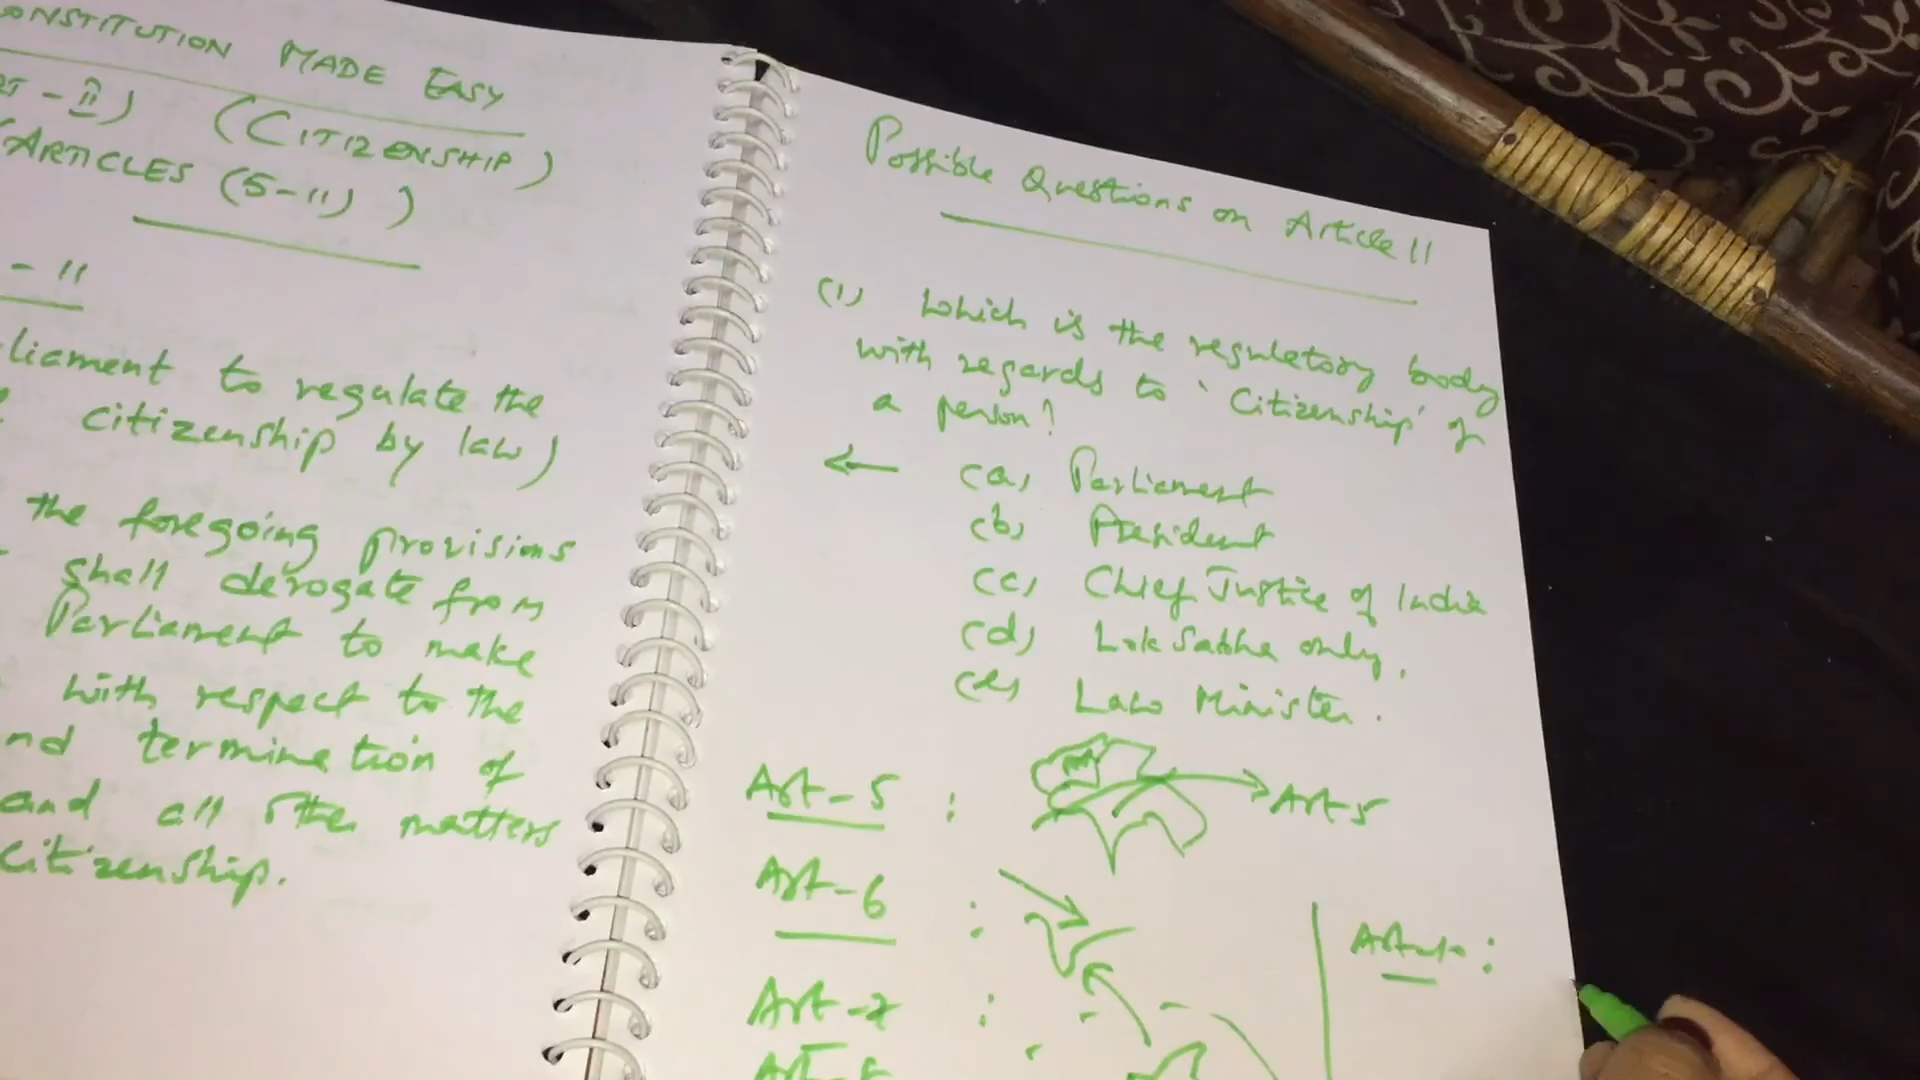 ONSTITUTION MADE EASY
- II) (CITIZENSHIP)
(ARTICLES (5-11) )
- 11
liament to regulate the
citizenship by law)
the foregoing provisions
shall derogate from
Parliament to make
with respect to the
nd termination of
and all other matters
citizenship.
Possible Questions on Article 11
(1) Which is the regulatory body
with regards to 'Citizenship' of
a person?
(a) Parliament
(b) President
(c) Chief Justice of India
(d) Lok Sabha only.
(e) Law Minister.
Art-5 : Art 5
Art-6 :
Art-7 :
Art-8